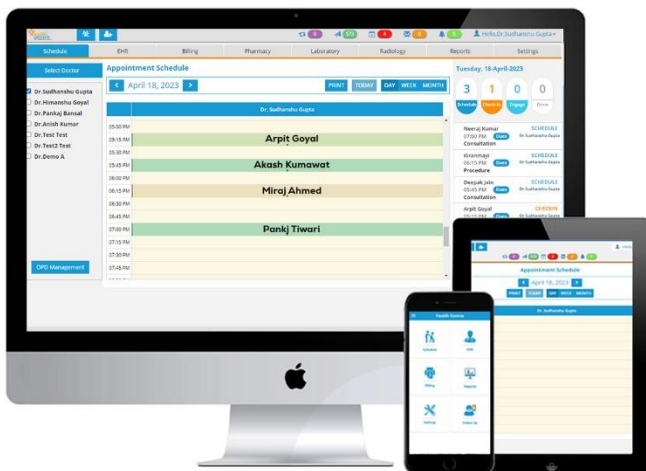 Hello,Dr.Sudhanshu Gupta
Schedule
EHR
Billing
Pharmacy
Laboratory
Radiology
Reports
Settings
Select Doctor
Dr.Sudhanshu Gupta
Dr.Himanshu Goyal
Dr.Pankaj Bansal
Dr.Anish Kumar
Dr.Test Test
Dr.Test2 Test
Dr.Demo A
OPD Management
Appointment Schedule
April 18, 2023
PRINT TODAY DAY WEEK MONTH
Dr. Sudhanshu Gupta
05:00 PM
05:15 PM Arpit Goyal
05:30 PM
05:45 PM Akash Kumawat
06:00 PM
06:15 PM Miraj Ahmed
06:30 PM
06:45 PM
07:00 PM Pankj Tiwari
07:15 PM
07:30 PM
07:45 PM
Tuesday, 18-April-2023
3 1 0 0
Schedule Check-In Engage Done
Neeraj Kumar SCHEDULE
07:00 PM Dues Dr.Sudhanshu Gupta
Consultation
Kiranmayi SCHEDULE
06:15 PM Dues Dr.Sudhanshu Gupta
Procedure
Deepak Jain SCHEDULE
05:45 PM Dues Dr.Sudhanshu Gupta
Consultation
Arpit Goyal CHECKIN
05:15 PM
Appointment Schedule
April 18, 2023
PRINT TODAY DAY WEEK MONTH
Dr. Sudhanshu Gupta
Schedule
EHR
Billing
Reports
Settings
Follow Up